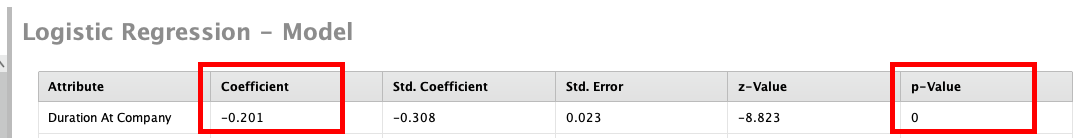 Logistic Regression - Model
Attribute Coefficient Std. Coefficient Std. Error z-Value p-Value
Duration At Company -0.201 -0.308 0.023 -8.823 0